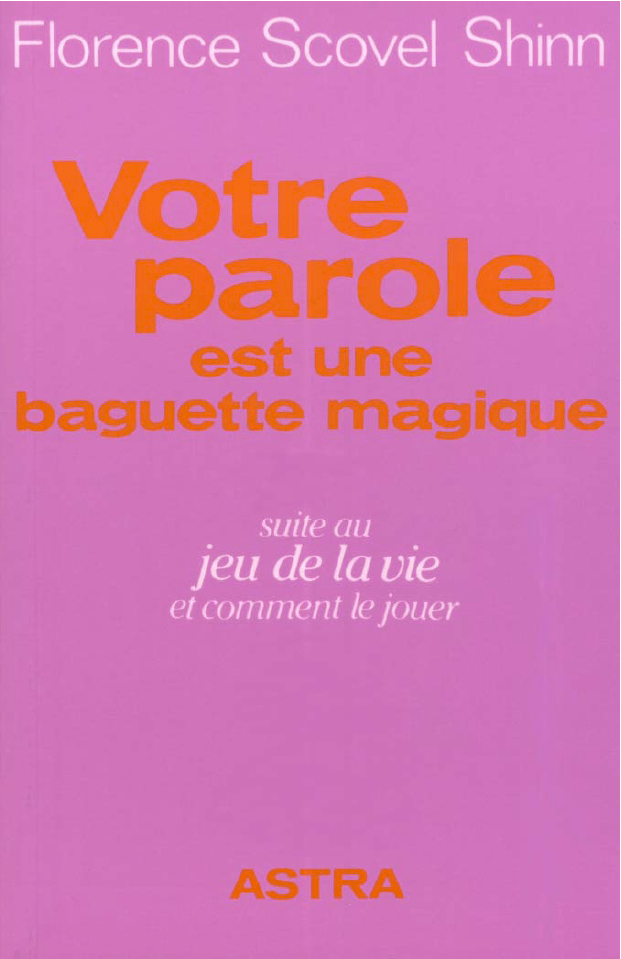 Florence Scovel Shinn
Votre
parole
est une
baguette magique
suite au
jeu de la vie
et comment le jouer
ASTRA